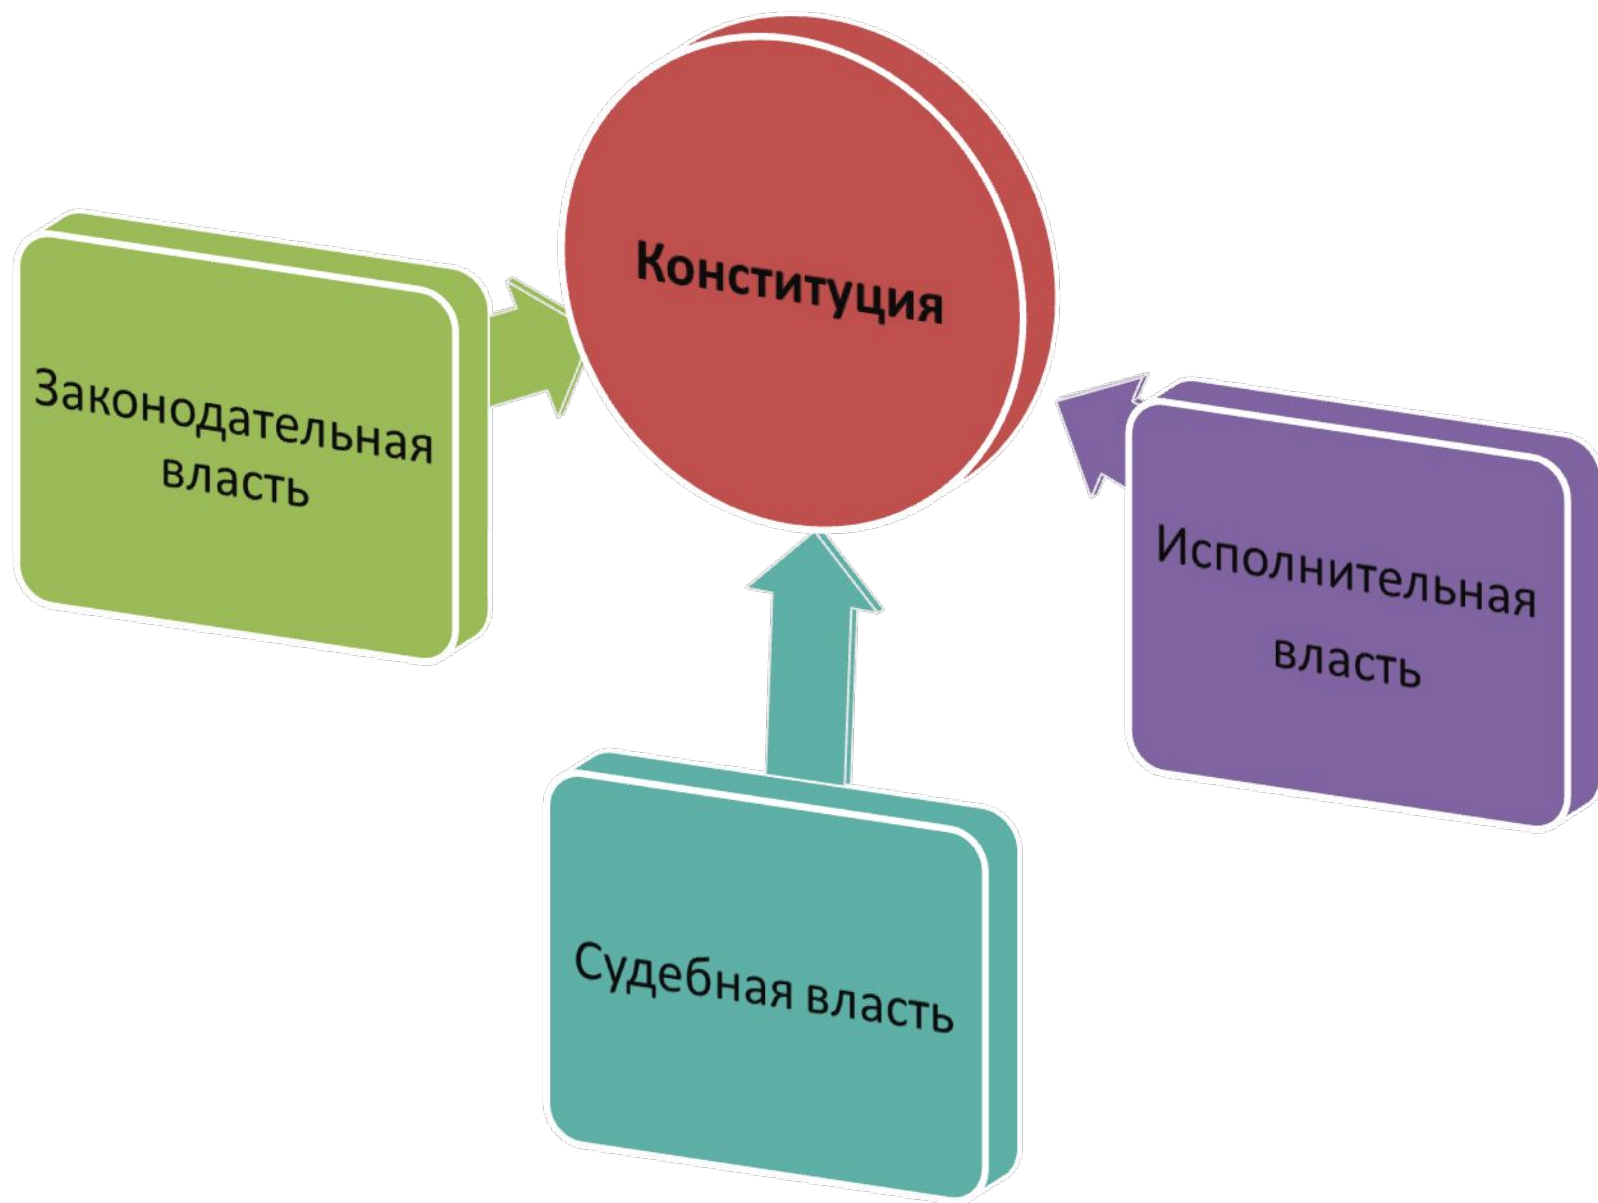 Конституция
Законодательная
власть
Исполнительная
власть
Судебная власть